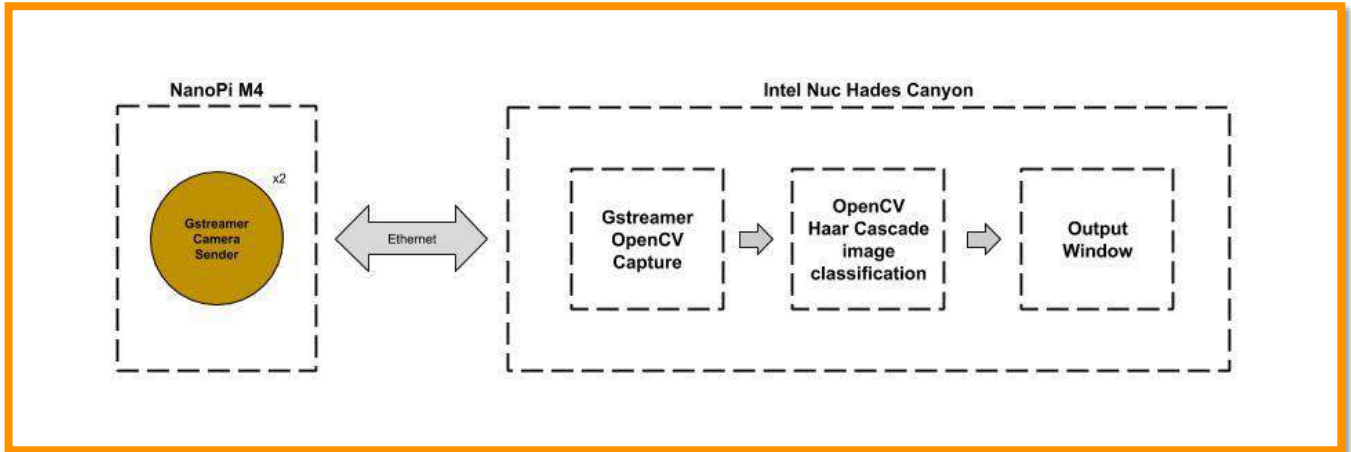 NanoPi M4
Intel Nuc Hades Canyon
x2
Gstreamer
Camera
Sender
Ethernet
Gstreamer
OpenCV
Capture
OpenCV
Haar Cascade
image
classification
Output
Window